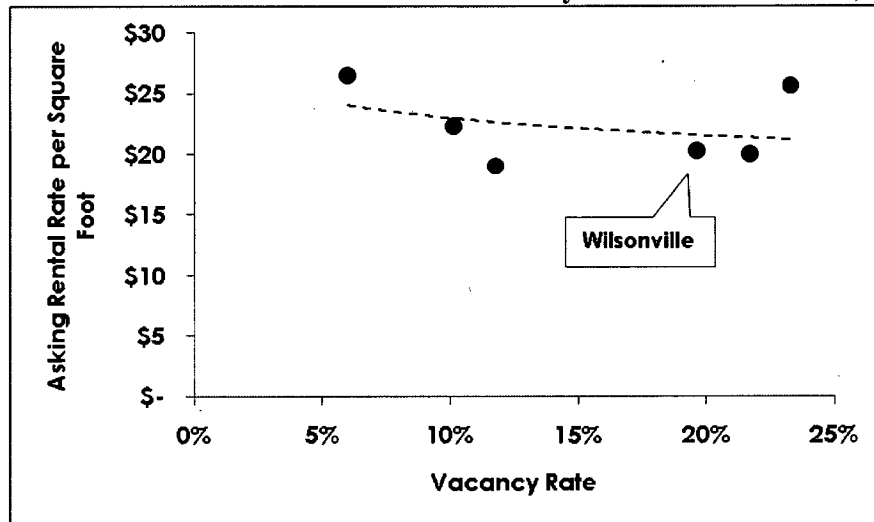 $30
$25
$20
$15
$10
$5
$-
Asking Rental Rate per Square
Foot
Wilsonville
0% 5% 10% 15% 20% 25%
Vacancy Rate